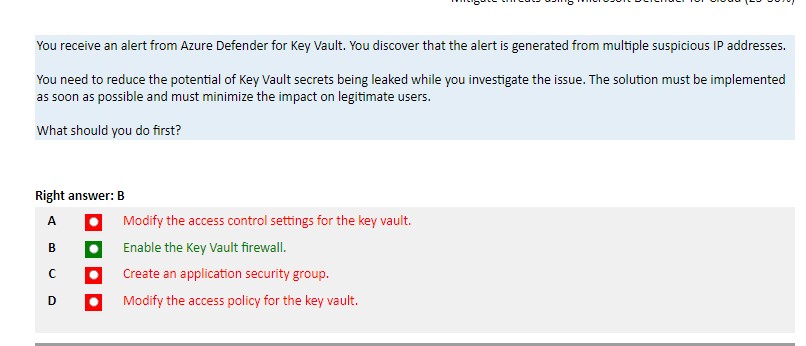 You receive an alert from Azure Defender for Key Vault. You discover that the alert is generated from multiple suspicious IP addresses.
You need to reduce the potential of Key Vault secrets being leaked while you investigate the issue. The solution must be implemented
as soon as possible and must minimize the impact on legitimate users.
What should you do first?
Right answer: B
A Modify the access control settings for the key vault.
B Enable the Key Vault firewall.
C Create an application security group.
D Modify the access policy for the key vault.